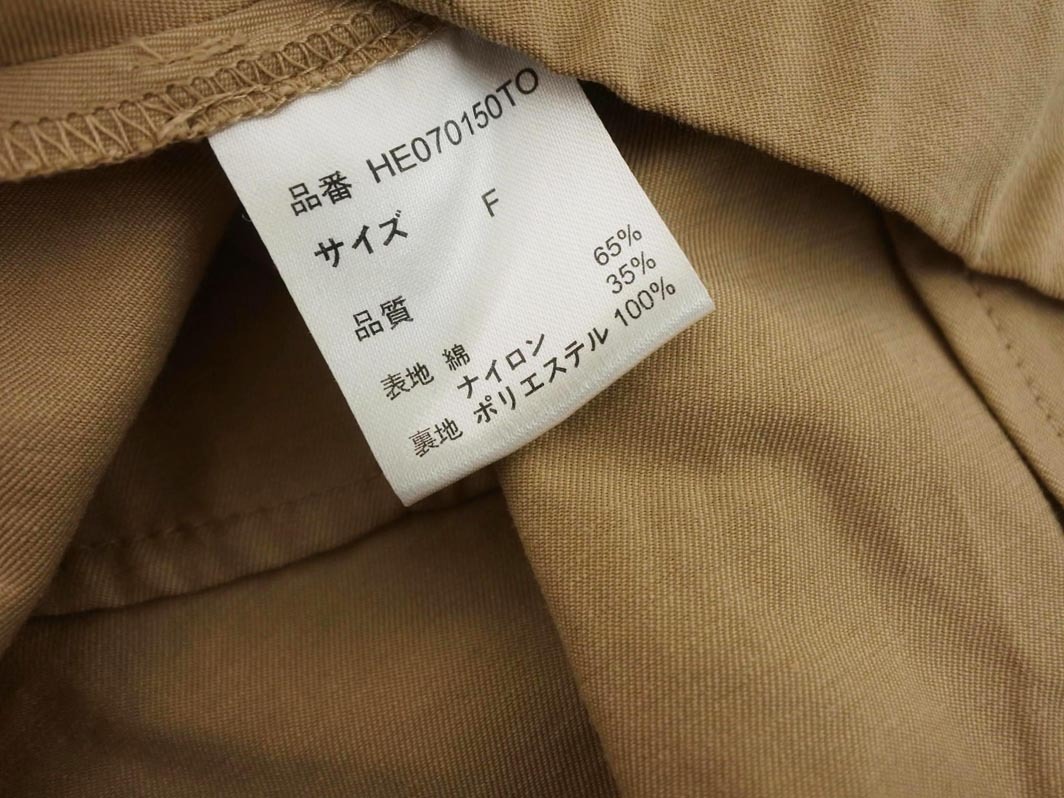 品番 HE070150TO
サイズ F
品質
表地 綿 65%
ナイロン 35%
裏地 ポリエステル 100%